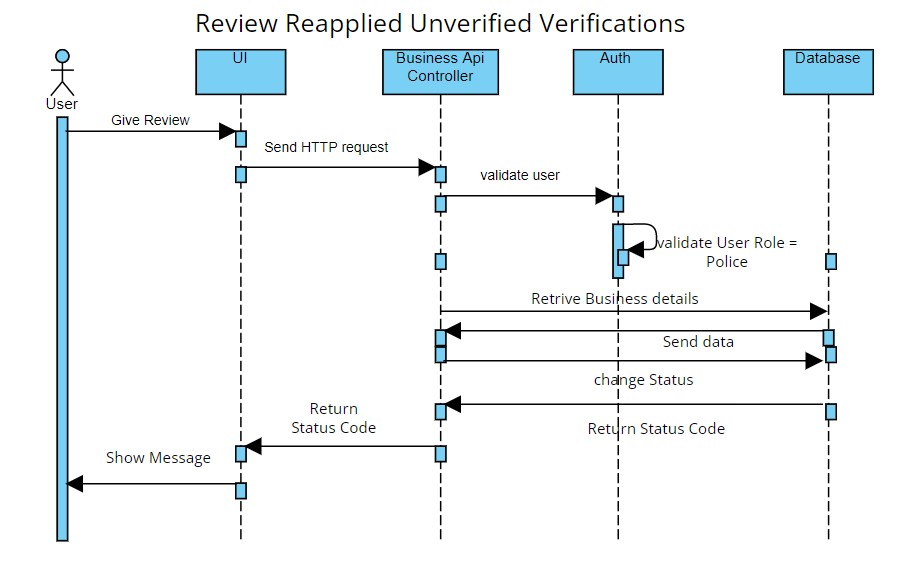 Review Reapplied Unverified Verifications
UI
Business Api
Controller
Auth
Database
User
Give Review
Send HTTP request
validate user
validate User Role =
Police
Retrive Business details
Send data
change Status
Return
Status Code
Return Status Code
Show Message